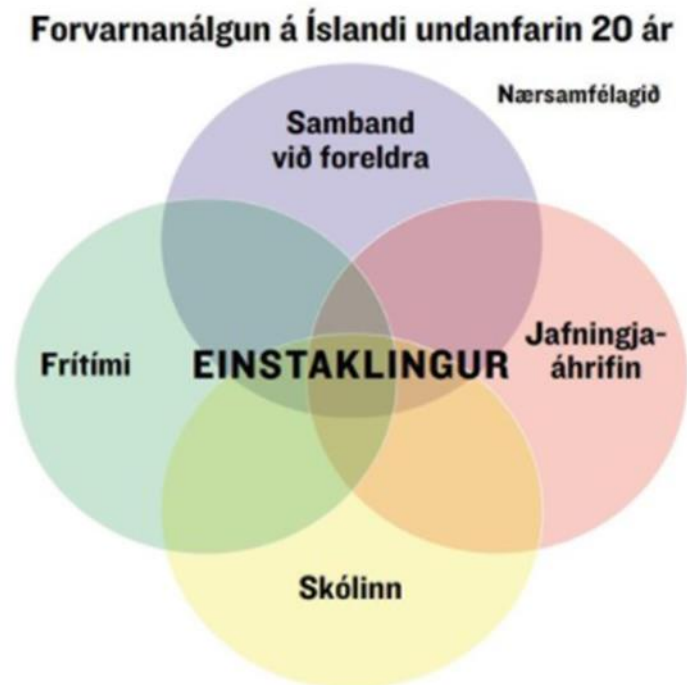 Forvarnanálgun á Íslandi undanfarin 20 ár
Nærsamfélagið
Samband
við foreldra
Frítími
EINSTAKLINGUR
Jafningja-
áhrifin
Skólinn